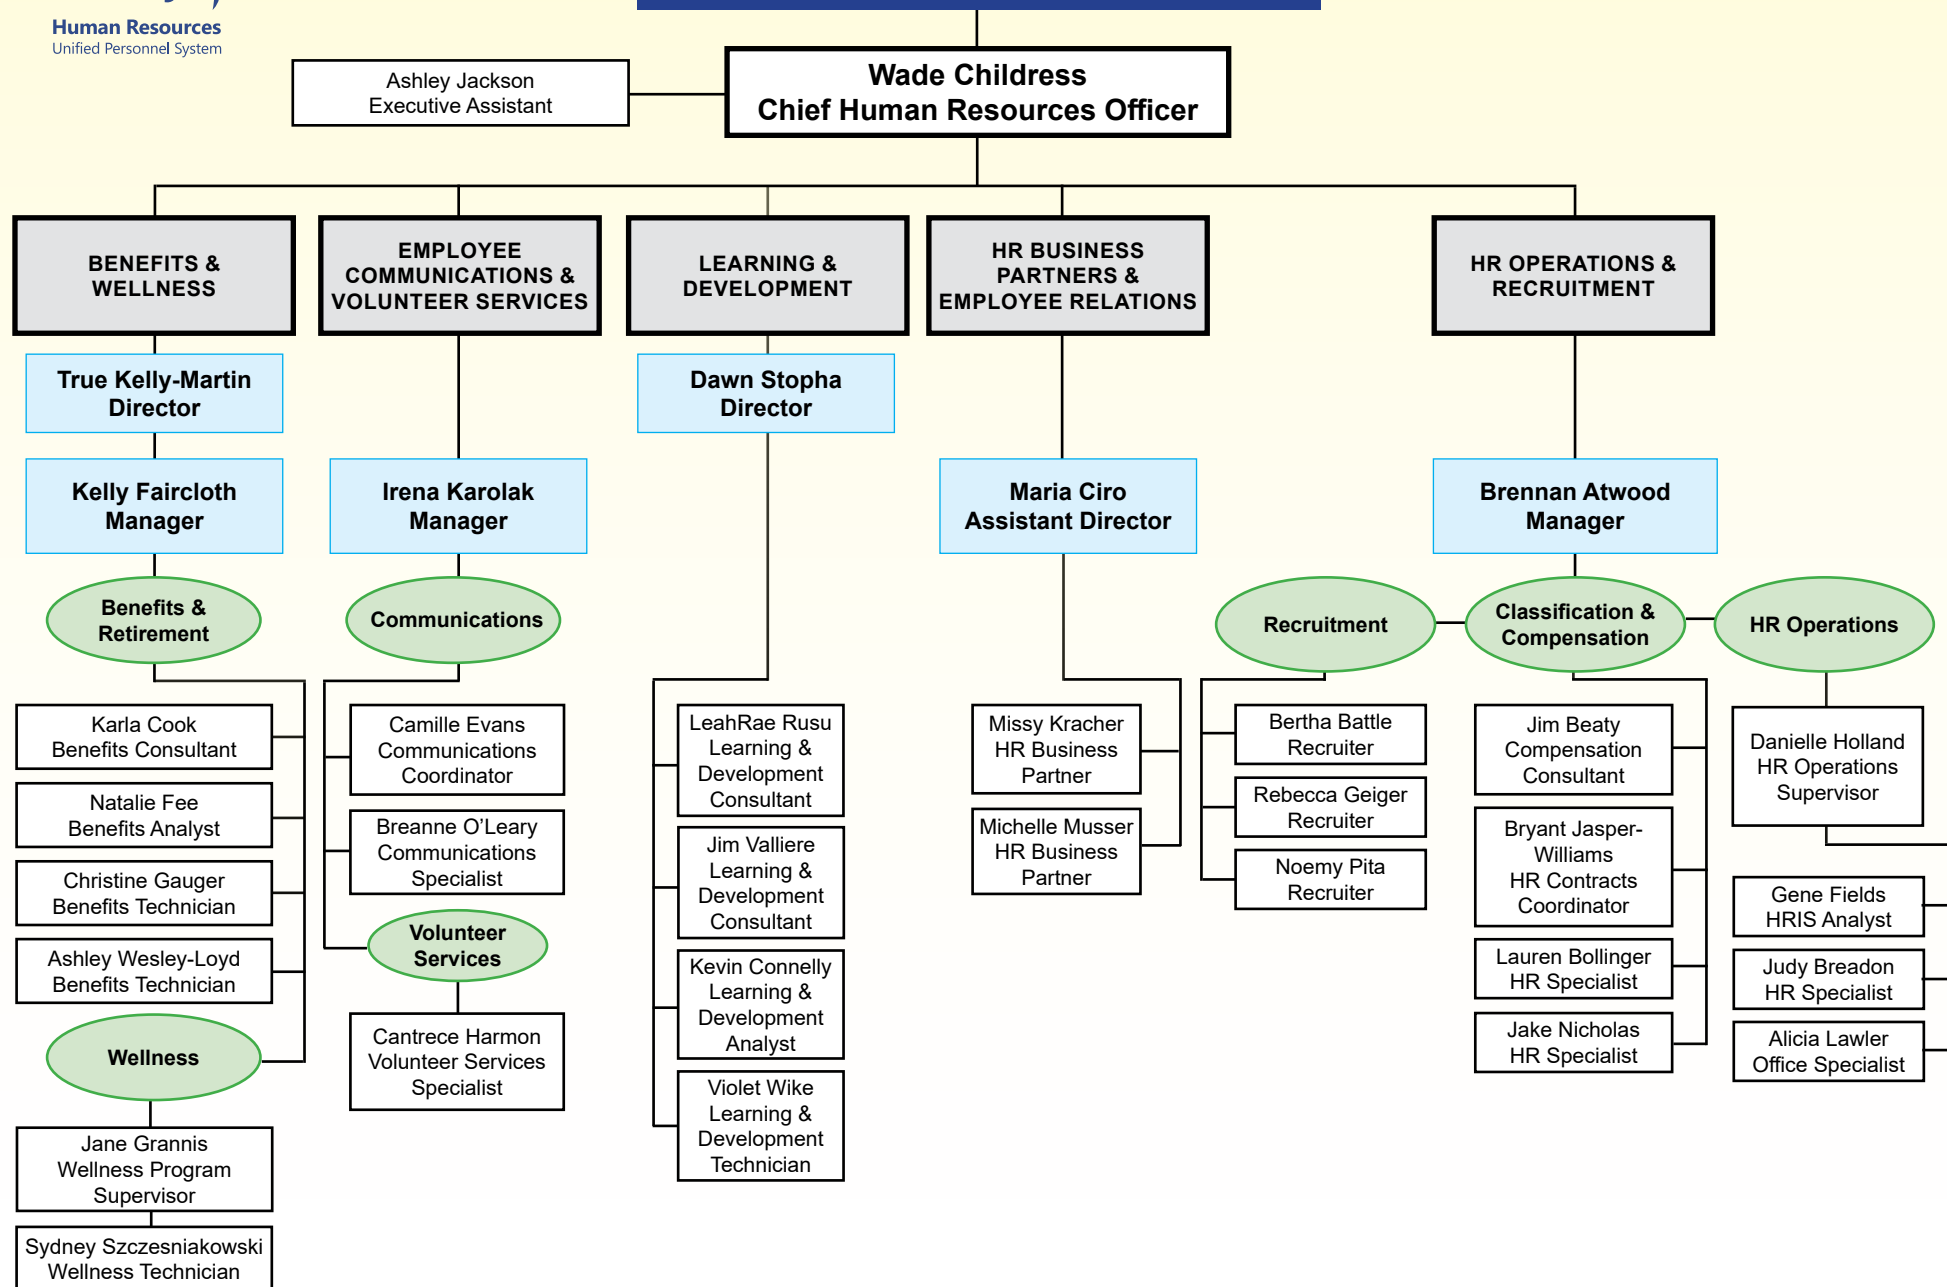 Human Resources
Unified Personnel System
Ashley Jackson
Executive Assistant
Wade Childress
Chief Human Resources Officer
BENEFITS &
WELLNESS
EMPLOYEE
COMMUNICATIONS &
VOLUNTEER SERVICES
LEARNING &
DEVELOPMENT
HR BUSINESS
PARTNERS &
EMPLOYEE RELATIONS
HR OPERATIONS &
RECRUITMENT
True Kelly-Martin
Director
Dawn Stopha
Director
Kelly Faircloth
Manager
Irena Karolak
Manager
Maria Ciro
Assistant Director
Brennan Atwood
Manager
Benefits &
Retirement
Communications
Recruitment
Classification &
Compensation
HR Operations
Karla Cook
Benefits Consultant
Natalie Fee
Benefits Analyst
Christine Gauger
Benefits Technician
Ashley Wesley-Loyd
Benefits Technician
Wellness
Jane Grannis
Wellness Program
Supervisor
Sydney Szczesniakowski
Wellness Technician
Camille Evans
Communications
Coordinator
Breanne O'Leary
Communications
Specialist
Volunteer
Services
Cantrece Harmon
Volunteer Services
Specialist
LeahRae Rusu
Learning &
Development
Consultant
Jim Valliere
Learning &
Development
Consultant
Kevin Connelly
Learning &
Development
Analyst
Violet Wike
Learning &
Development
Technician
Missy Kracher
HR Business
Partner
Michelle Musser
HR Business
Partner
Bertha Battle
Recruiter
Rebecca Geiger
Recruiter
Noemy Pita
Recruiter
Jim Beaty
Compensation
Consultant
Bryant Jasper-
Williams
HR Contracts
Coordinator
Lauren Bollinger
HR Specialist
Jake Nicholas
HR Specialist
Danielle Holland
HR Operations
Supervisor
Gene Fields
HRIS Analyst
Judy Breadon
HR Specialist
Alicia Lawler
Office Specialist